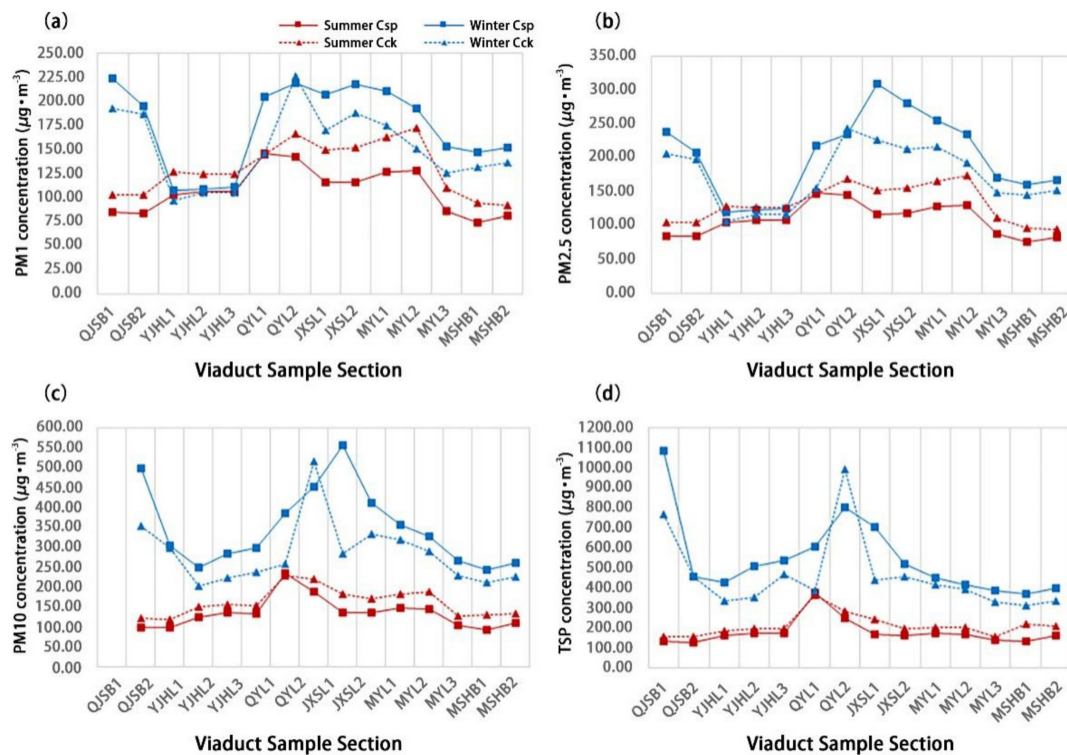 (a)
Summer Csp
Winter Csp
Summer Cck
Winter Cck
PM1 concentration (μg·m⁻³)
250.00
225.00
200.00
175.00
150.00
125.00
100.00
75.00
50.00
25.00
0.00
QJSB1
QJSB2
YJHL1
YJHL2
YJHL3
QYL1
QYL2
JXSL1
JXSL2
MYL1
MYL2
MYL3
MSHB1
MSHB2
Viaduct Sample Section
(b)
PM2.5 concentration (μg·m⁻³)
350.00
300.00
250.00
200.00
150.00
100.00
50.00
0.00
QJSB1
QJSB2
YJHL1
YJHL2
YJHL3
QYL1
QYL2
JXSL1
JXSL2
MYL1
MYL2
MYL3
MSHB1
MSHB2
Viaduct Sample Section
(c)
PM10 concentration (μg·m⁻³)
600.00
550.00
500.00
450.00
400.00
350.00
300.00
250.00
200.00
150.00
100.00
50.00
0.00
QJSB1
QJSB2
YJHL1
YJHL2
YJHL3
QYL1
QYL2
JXSL1
JXSL2
MYL1
MYL2
MYL3
MSHB1
MSHB2
Viaduct Sample Section
(d)
TSP concentration (μg·m⁻³)
1200.00
1100.00
1000.00
900.00
800.00
700.00
600.00
500.00
400.00
300.00
200.00
100.00
0.00
QJSB1
QJSB2
YJHL1
YJHL2
YJHL3
QYL1
QYL2
JXSL1
JXSL2
MYL1
MYL2
MYL3
MSHB1
MSHB2
Viaduct Sample Section